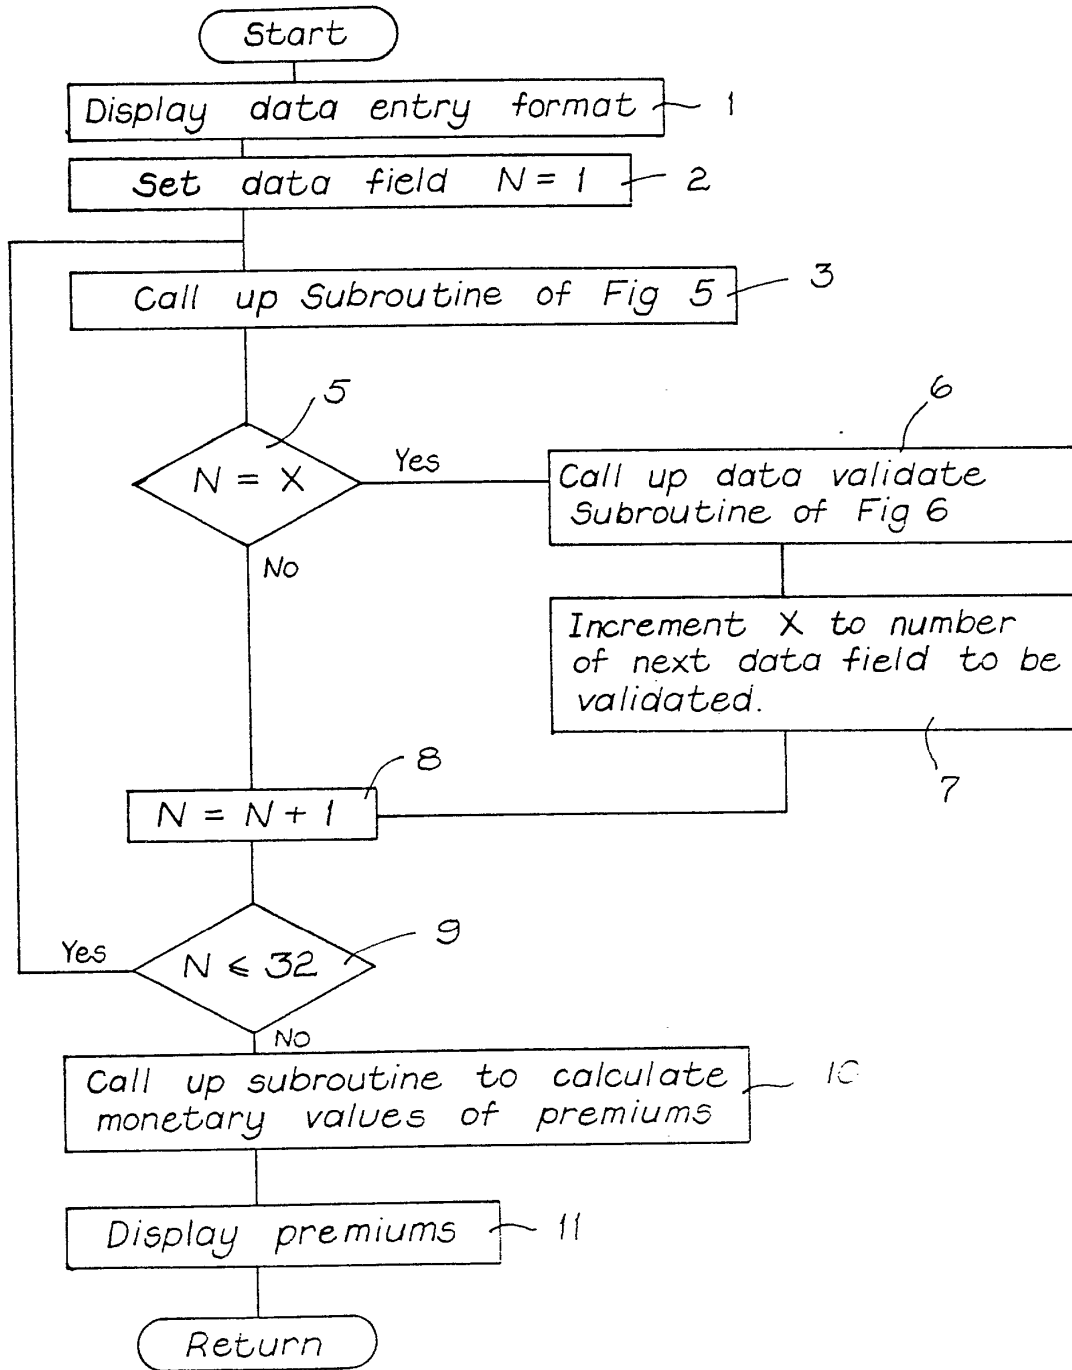 Start
Display data entry format
1
Set data field N = 1
2
Call up Subroutine of Fig 5
3
5
N = X
Yes
No
6
Call up data validate
Subroutine of Fig 6
Increment X to number
of next data field to be
validated.
7
8
N = N + 1
9
N ⩽ 32
Yes
No
Call up subroutine to calculate
monetary values of premiums
10
Display premiums
11
Return